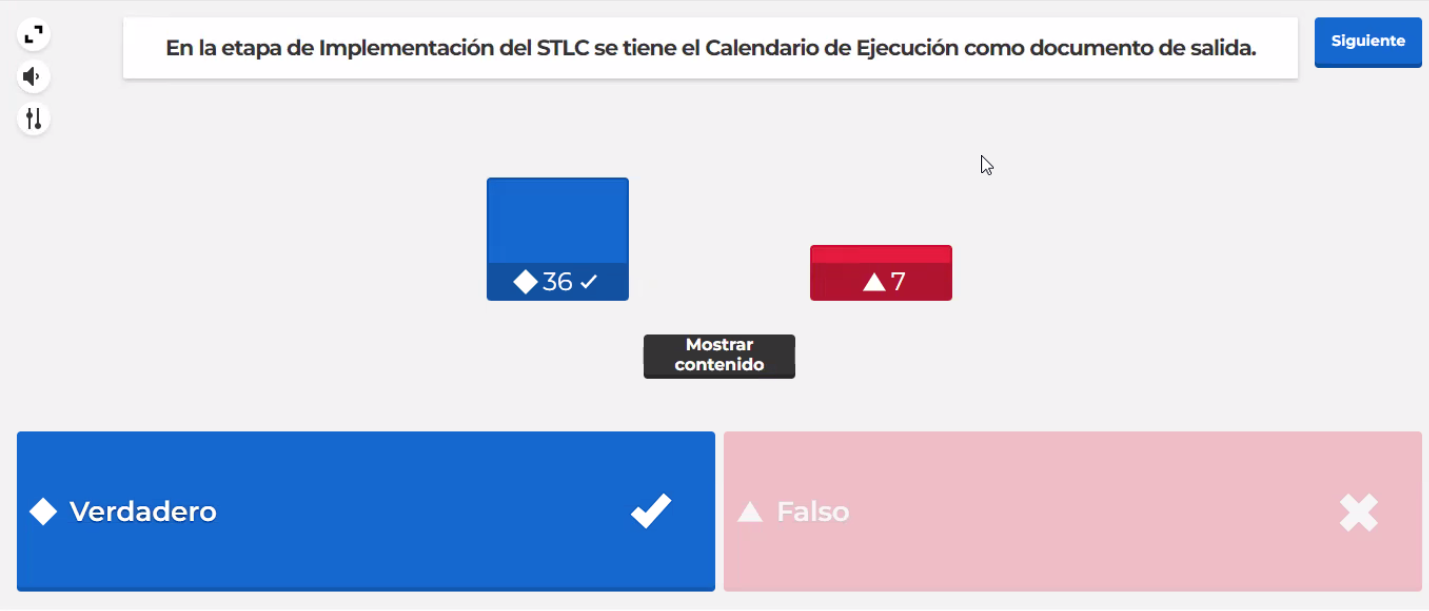 En la etapa de Implementación del STLC se tiene el Calendario de Ejecución como documento de salida.
Siguiente
36
7
Mostrar
contenido
Verdadero
Falso